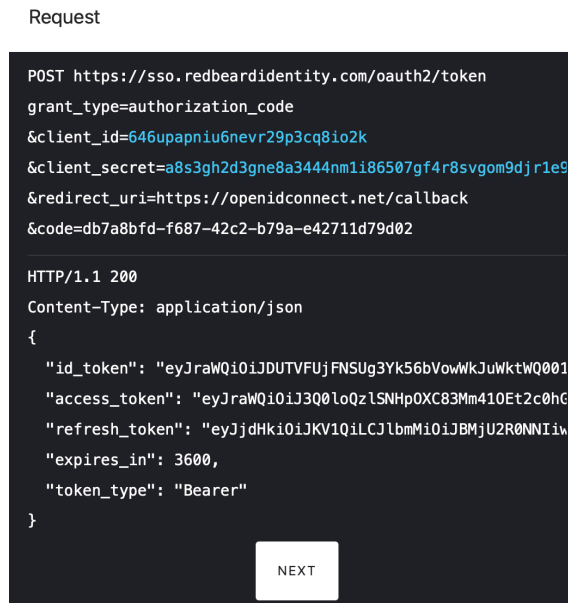 Request
POST https://sso.redbeardidentity.com/oauth2/token
grant_type=authorization_code
&client_id=646upapniu6nevr29p3cq8io2k
&client_secret=a8s3gh2d3gne8a3444nm1i86507gf4r8svgom9djr1e9
&redirect_uri=https://openidconnect.net/callback
&code=db7a8bfd-f687-42c2-b79a-e42711d79d02
HTTP/1.1 200
Content-Type: application/json
{
"id_token": "eyJraWQiOiJDUTVFUjFNSUg3Yk56bVowWkJuWktWQ001
"access_token": "eyJraWQiOiJ3Q0loQzlSNHpOXC83Mm41OEt2c0hG
"refresh_token": "eyJjdHkiOiJKV1QiLCJlbmMiOiJBMjU2R0NNIiw
"expires_in": 3600,
"token_type": "Bearer"
}
NEXT